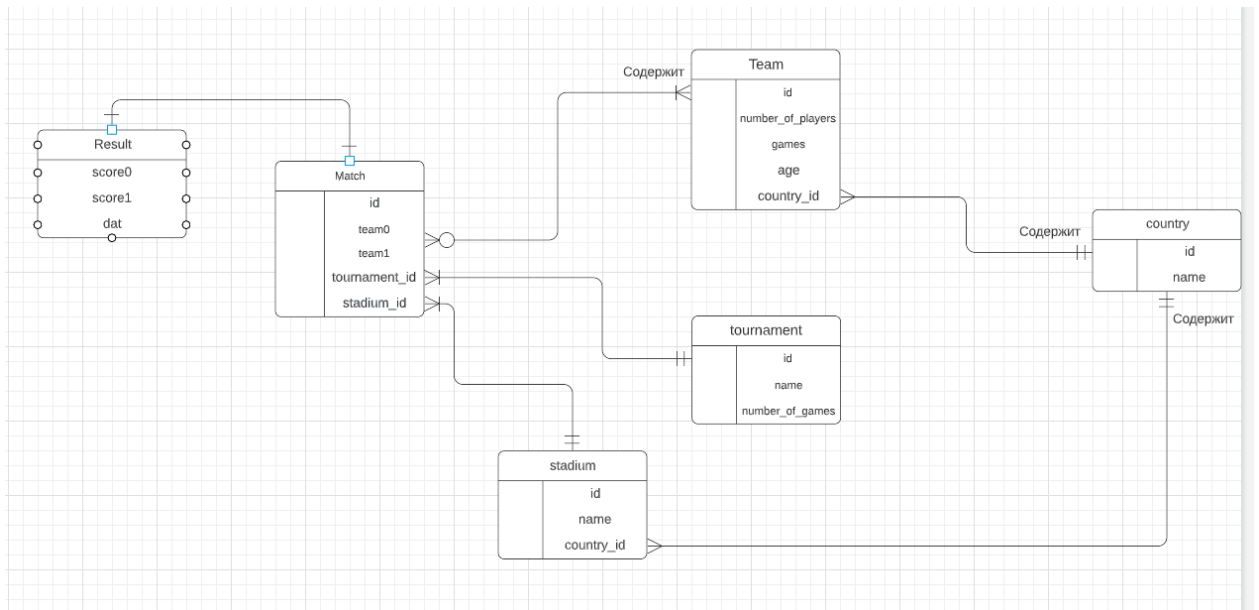 Result
score0
score1
dat
Match
id
team0
team1
tournament_id
stadium_id
Содержит
Team
id
number_of_players
games
age
country_id
Содержит
country
id
name
Содержит
tournament
id
name
number_of_games
stadium
id
name
country_id